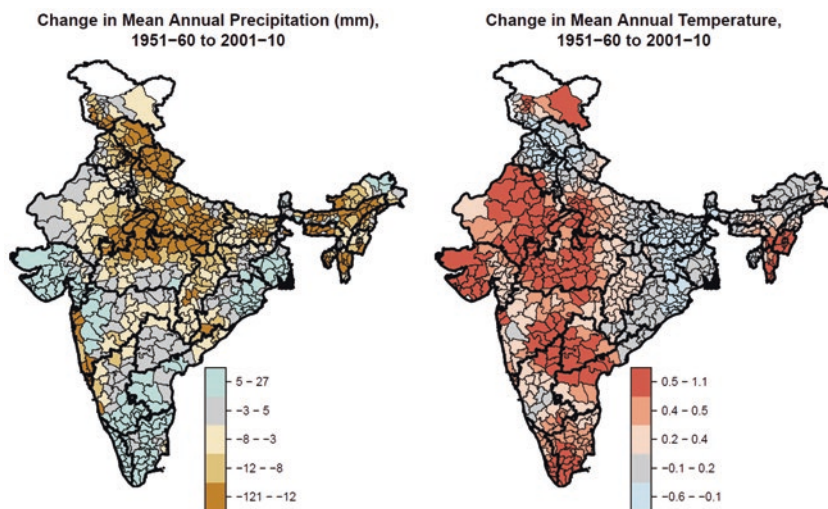 Change in Mean Annual Precipitation (mm),
1951−60 to 2001−10
5 − 27
−3 − 5
−8 − −3
−12 − −8
−121 − −12
Change in Mean Annual Temperature,
1951−60 to 2001−10
0.5 − 1.1
0.4 − 0.5
0.2 − 0.4
−0.1 − 0.2
−0.6 − −0.1